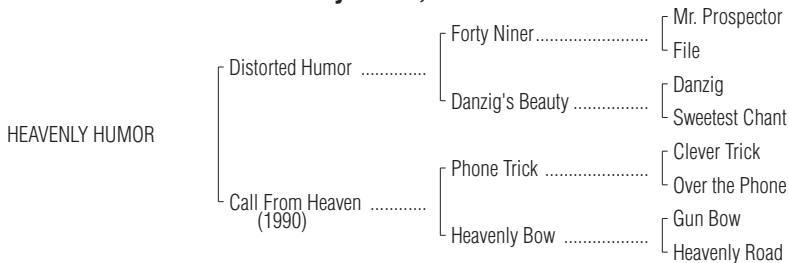 Mr. Prospector
Forty Niner........................
File
Distorted Humor ..............
Danzig
Danzig's Beauty ................
Sweetest Chant
HEAVENLY HUMOR
Clever Trick
Phone Trick ......................
Over the Phone
Call From Heaven ............
(1990)
Gun Bow
Heavenly Bow ..................
Heavenly Road